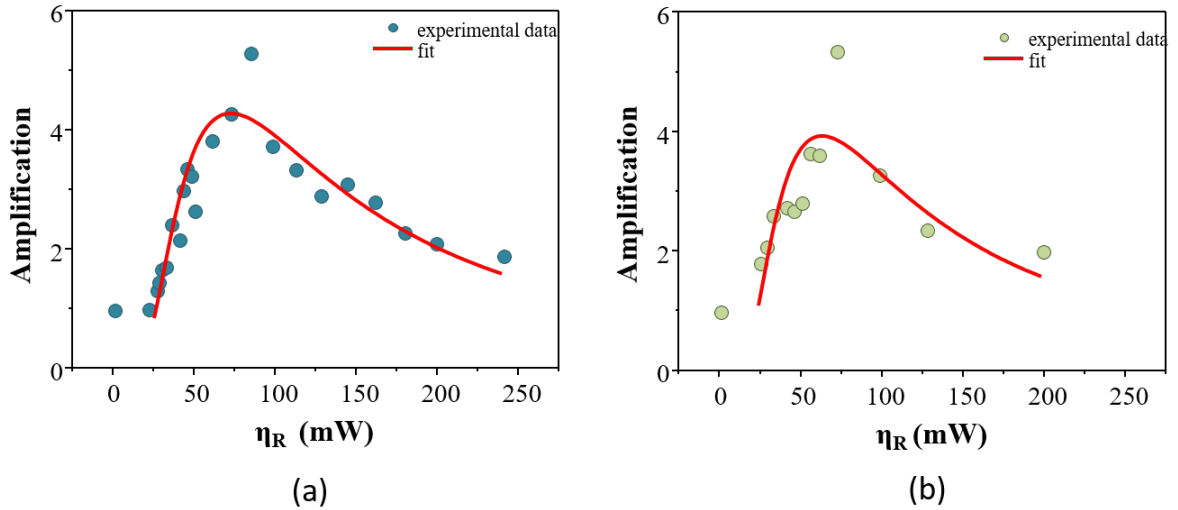 6
4
2
0
Amplification
experimental data
fit
0 50 100 150 200 250
ηR (mW)
(a)
6
4
2
0
Amplification
experimental data
fit
0 50 100 150 200 250
ηR (mW)
(b)